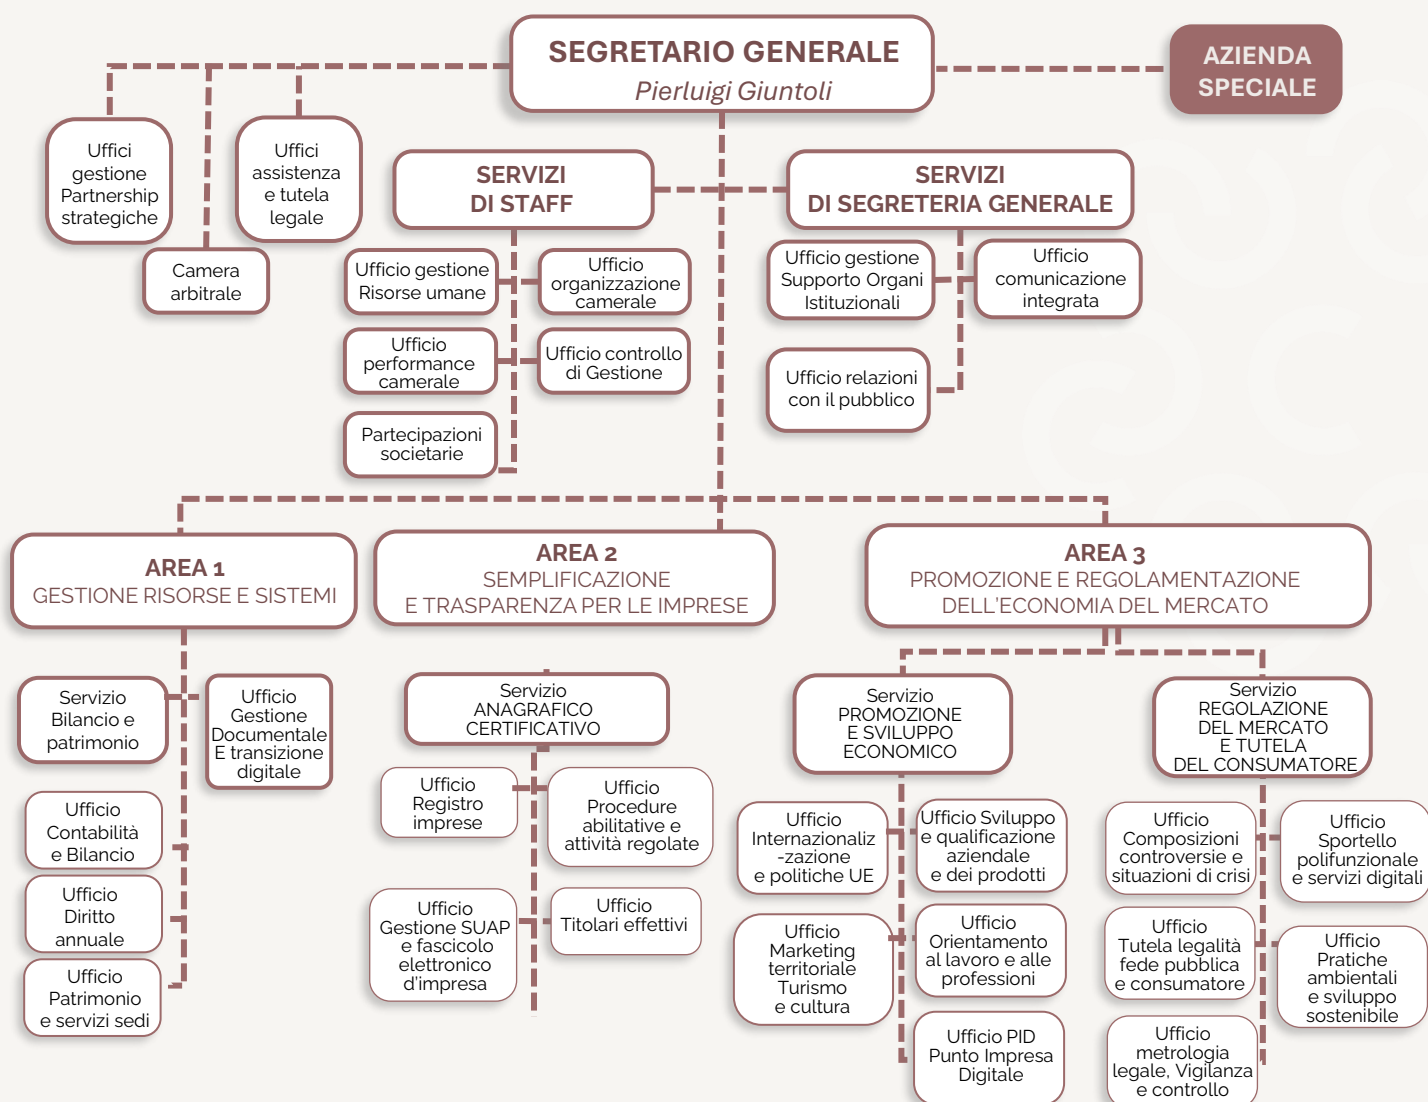 SEGRETARIO GENERALE
Pierluigi Giuntoli
AZIENDA
SPECIALE
Uffici
gestione
Partnership
strategiche
Uffici
assistenza
e tutela
legale
Camera
arbitrale
SERVIZI
DI STAFF
SERVIZI
DI SEGRETERIA GENERALE
Ufficio gestione
Risorse umane
Ufficio
organizzazione
camerale
Ufficio
performance
camerale
Ufficio controllo
di Gestione
Partecipazioni
societarie
Ufficio gestione
Supporto Organi
Istituzionali
Ufficio
comunicazione
integrata
Ufficio relazioni
con il pubblico
AREA 1
GESTIONE RISORSE E SISTEMI
AREA 2
SEMPLIFICAZIONE
E TRASPARENZA PER LE IMPRESE
AREA 3
PROMOZIONE E REGOLAMENTAZIONE
DELL'ECONOMIA DEL MERCATO
Servizio
Bilancio e
patrimonio
Ufficio
Gestione
Documentale
E transizione
digitale
Ufficio
Contabilità
e Bilancio
Ufficio
Diritto
annuale
Ufficio
Patrimonio
e servizi sedi
Servizio
ANAGRAFICO
CERTIFICATIVO
Ufficio
Registro
imprese
Ufficio
Procedure
abilitative e
attività regolate
Ufficio
Gestione SUAP
e fascicolo
elettronico
d'impresa
Ufficio
Titolari effettivi
Servizio
PROMOZIONE
E SVILUPPO
ECONOMICO
Ufficio
Internazionaliz
-zazione
e politiche UE
Ufficio Sviluppo
e qualificazione
aziendale
e dei prodotti
Ufficio
Marketing
territoriale
Turismo
e cultura
Ufficio
Orientamento
al lavoro e alle
professioni
Ufficio PID
Punto Impresa
Digitale
Servizio
REGOLAZIONE
DEL MERCATO
E TUTELA
DEL CONSUMATORE
Ufficio
Composizioni
controversie e
situazioni di crisi
Ufficio
Sportello
polifunzionale
e servizi digitali
Ufficio
Tutela legalità
fede pubblica
e consumatore
Ufficio
Pratiche
ambientali
e sviluppo
sostenibile
Ufficio
metrologia
legale, Vigilanza
e controllo